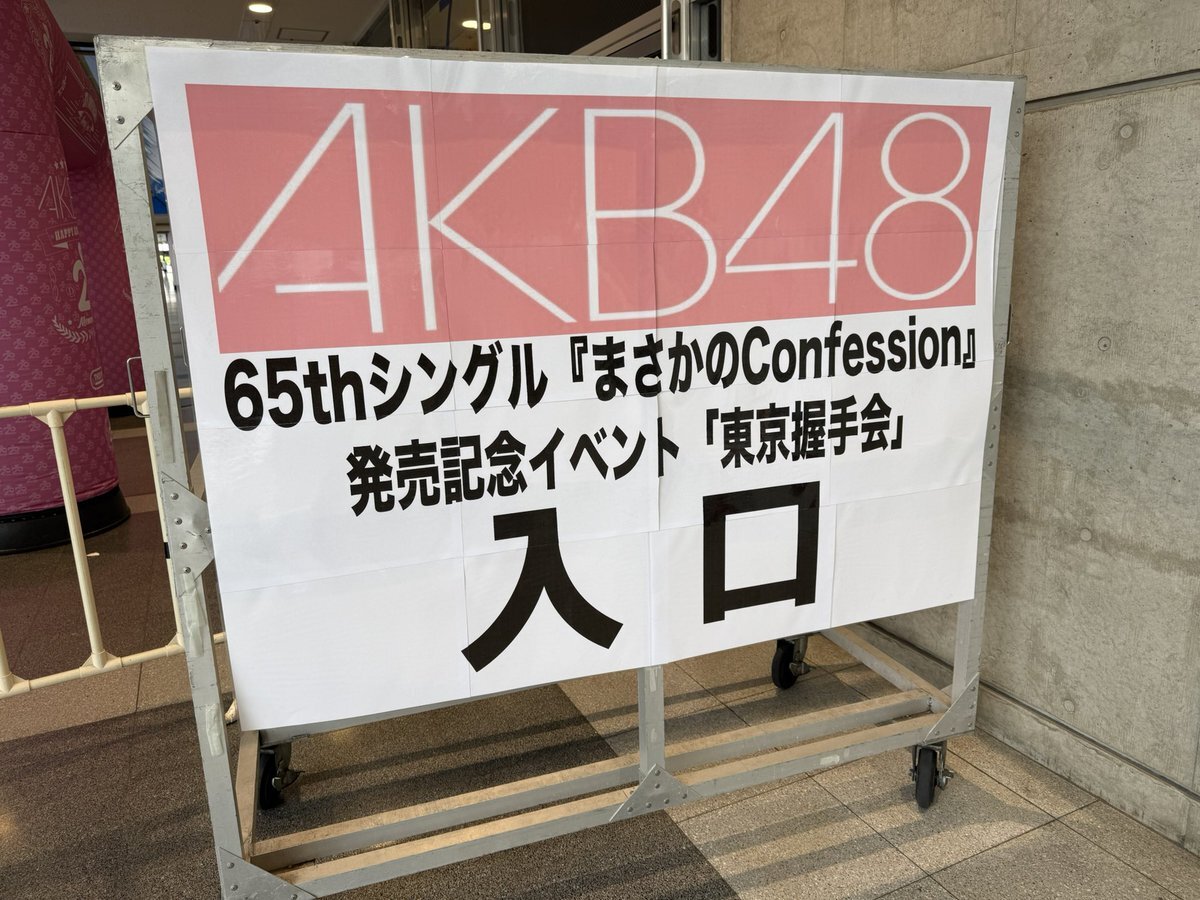 AKB48
65thシングル『まさかのConfession』
発売記念イベント「東京握手会」
入口